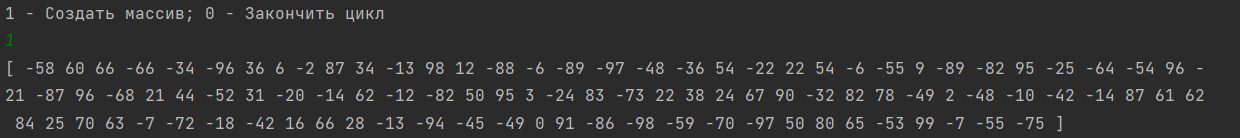 1 - Создать массив; 0 - Закончить цикл
1
[ -58 60 66 -66 -34 -96 36 6 -2 87 34 -13 98 12 -88 -6 -89 -97 -48 -36 54 -22 22 54 -6 -55 9 -89 -82 95 -25 -64 -54 96 -
21 -87 96 -68 21 44 -52 31 -20 -14 62 -12 -82 50 95 3 -24 83 -73 22 38 24 67 90 -32 82 78 -49 2 -48 -10 -42 -14 87 61 62
84 25 70 63 -7 -72 -18 -42 16 66 28 -13 -94 -45 -49 0 91 -86 -98 -59 -70 -97 50 80 65 -53 99 -7 -55 -75 ]